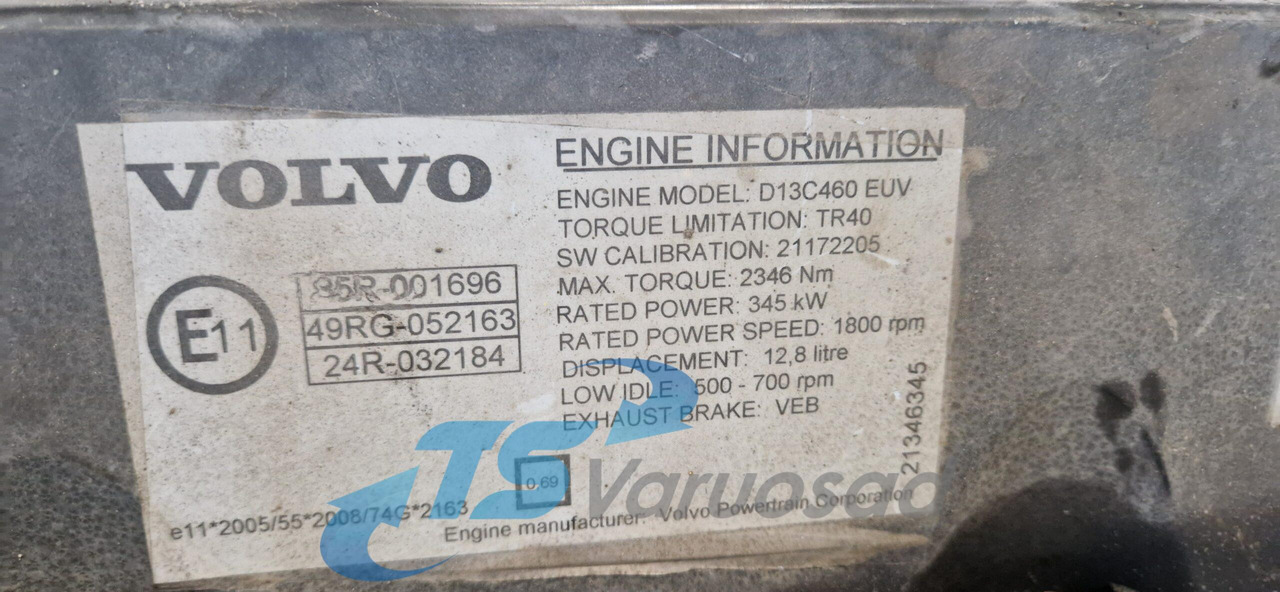 VOLVO
E11
85R-001696
49RG-052163
24R-032184
ENGINE INFORMATION
ENGINE MODEL: D13C460 EUV
TORQUE LIMITATION: TR40
SW CALIBRATION: 21172205
MAX. TORQUE: 2346 Nm
RATED POWER: 345 kW
RATED POWER SPEED: 1800 rpm
DISPLACEMENT: 12,8 litre
LOW IDLE: 500 - 700 rpm
EXHAUST BRAKE: VEB
21346345
0,69
e11*2005/55*2008/74G*2163
Engine manufacturer: Volvo Powertrain Corporation
TS Varuosad